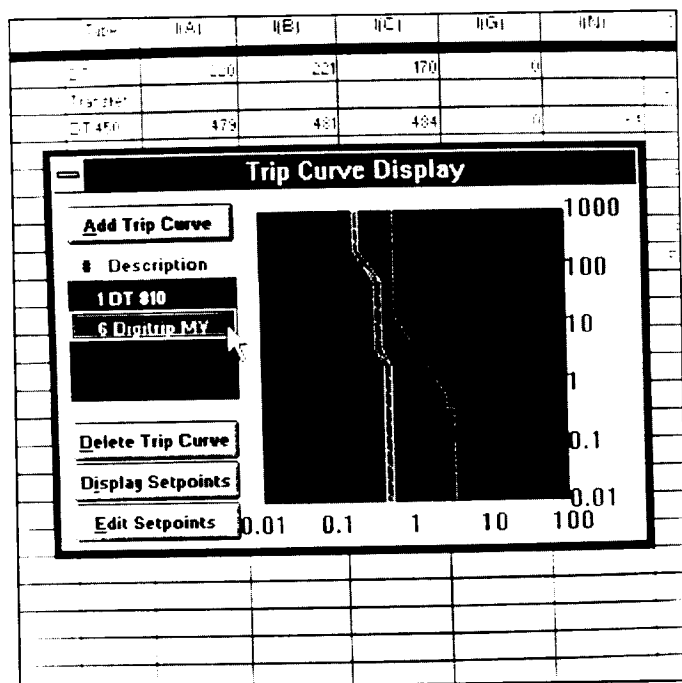 Type I(A) I(B) I(C) I(G) I(N)
DT 220 221 170 0
Transfer
DT 450 479 481 484 0
Trip Curve Display
Add Trip Curve
# Description
1 DT 810
6 Digitrip MV
Delete Trip Curve
Display Setpoints
Edit Setpoints
1000
100
10
1
0.1
0.01
0.01 0.1 1 10 100